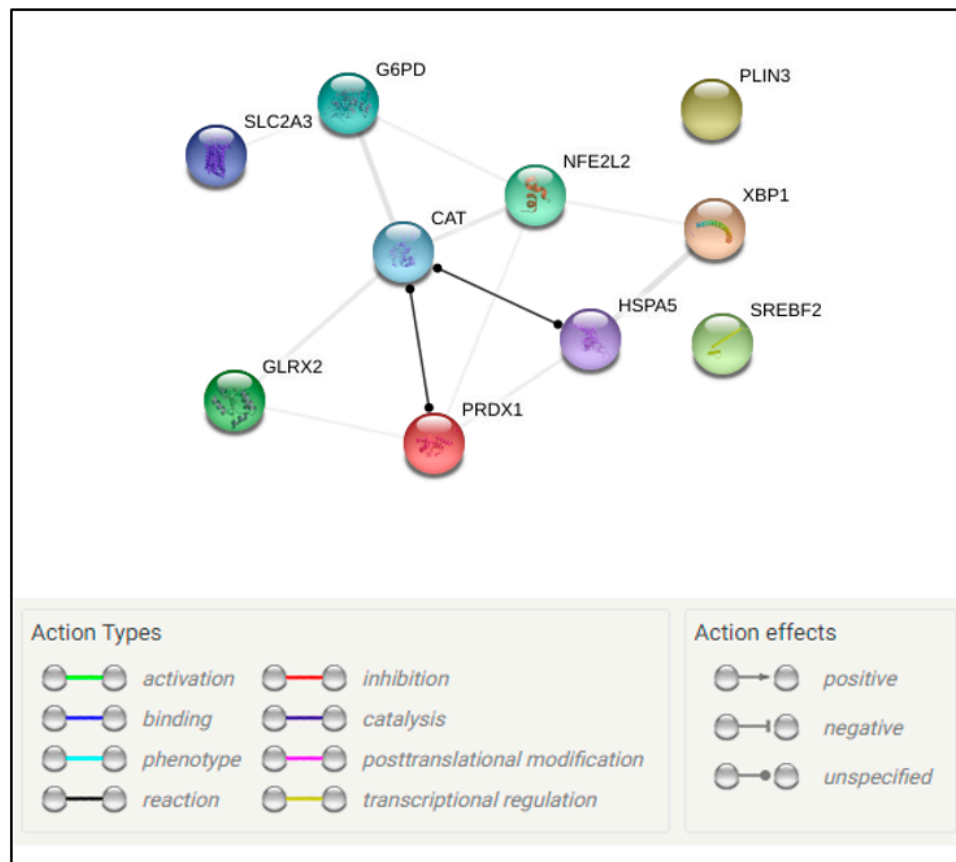 G6PD
PLIN3
SLC2A3
NFE2L2
XBP1
CAT
HSPA5
SREBF2
GLRX2
PRDX1
Action Types
activation
inhibition
binding
catalysis
phenotype
posttranslational modification
reaction
transcriptional regulation
Action effects
positive
negative
unspecified